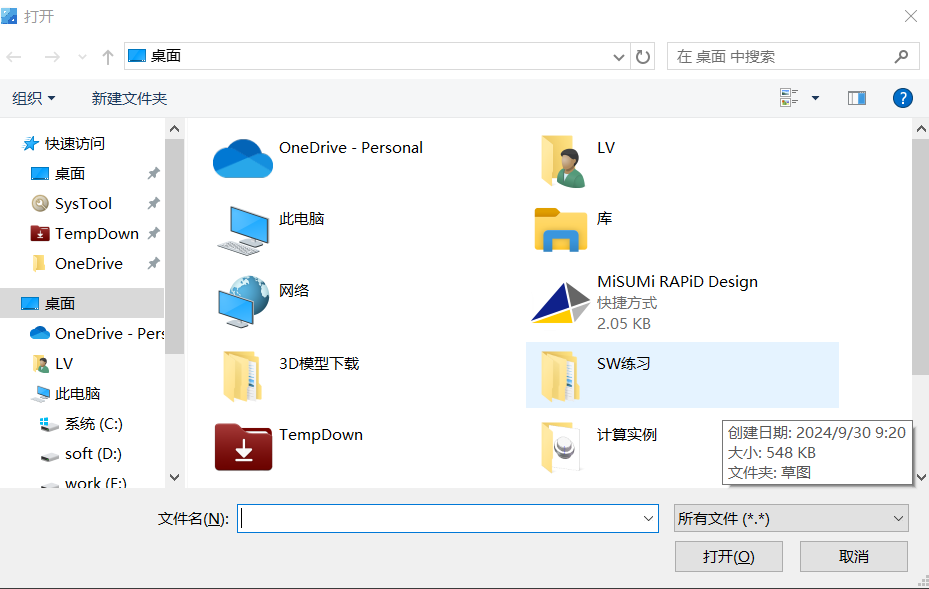 打开
桌面
在 桌面 中搜索
组织
新建文件夹
?
快速访问
桌面
SysTool
TempDown
OneDrive
桌面
OneDrive - Pers
LV
此电脑
系统 (C:)
soft (D:)
work (E:)
OneDrive - Personal
LV
此电脑
库
网络
MiSUMi RAPiD Design
快捷方式
2.05 KB
3D模型下载
SW练习
TempDown
计算实例
创建日期: 2024/9/30 9:20
大小: 548 KB
文件夹: 草图
文件名(N):
所有文件 (*.*)
打开(O)
取消